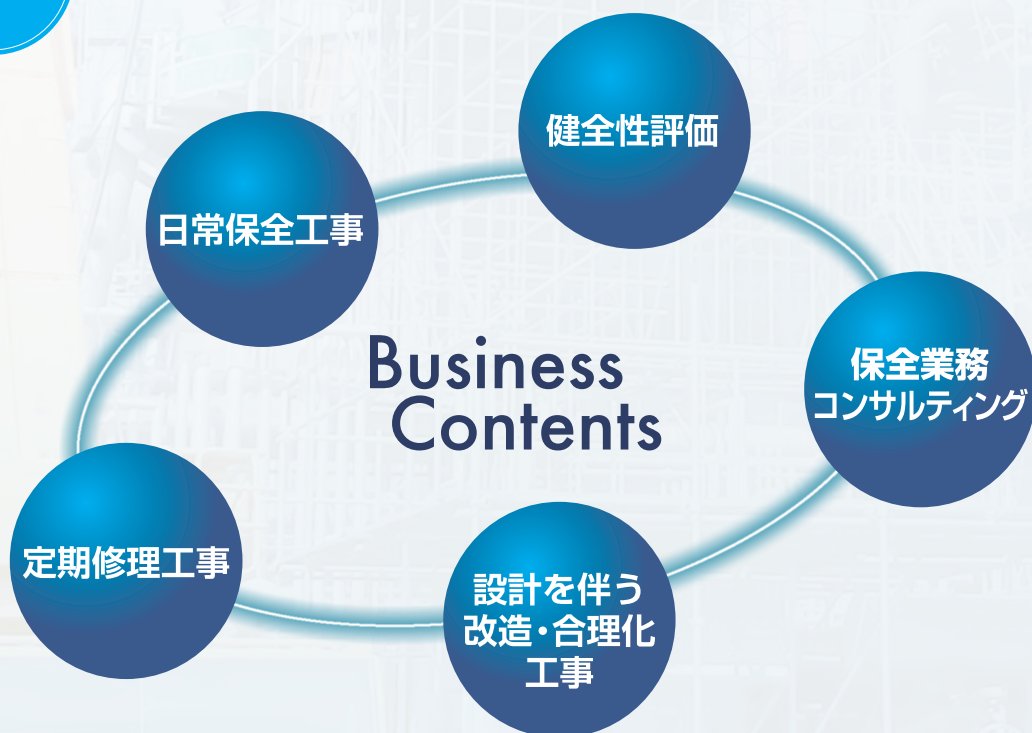 健全性評価
日常保全工事
Business
Contents
保全業務
コンサルティング
定期修理工事
設計を伴う
改造・合理化
工事